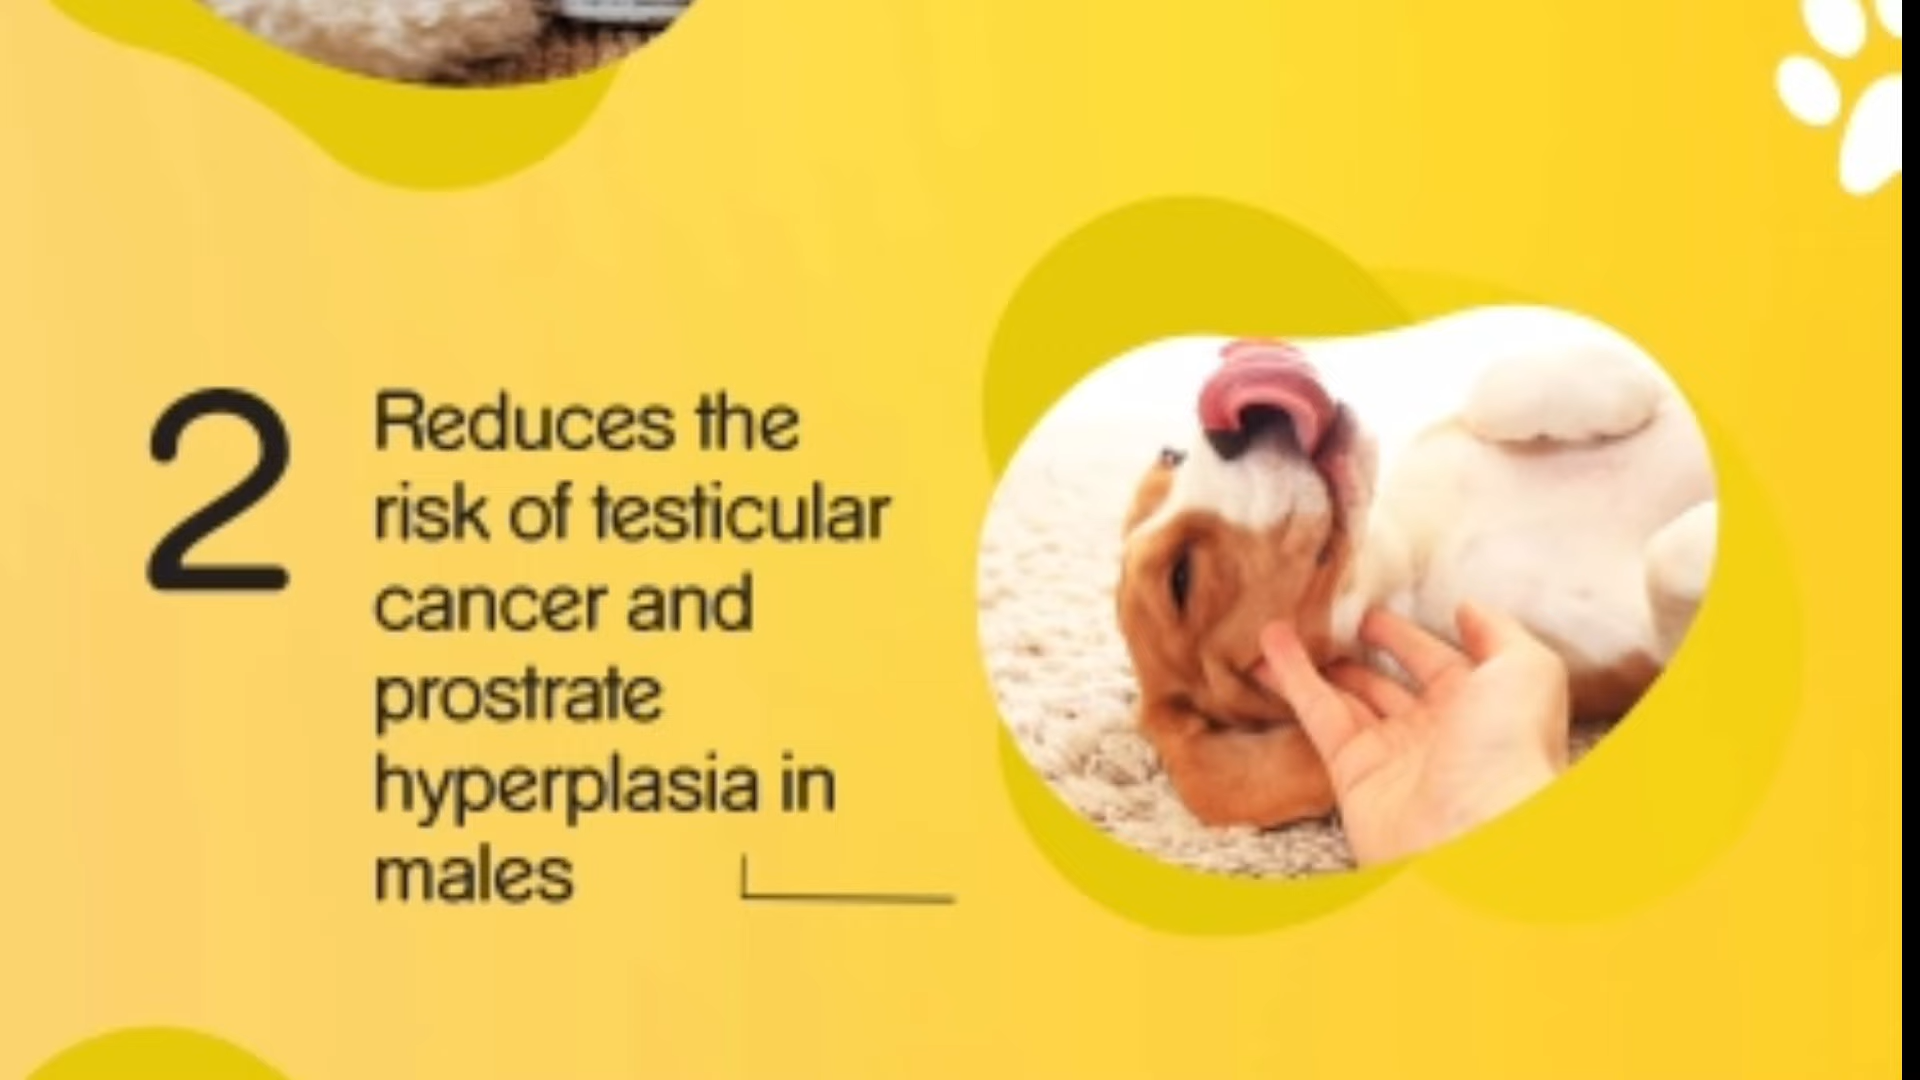 2
Reduces the
risk of testicular
cancer and
prostrate
hyperplasia in
males